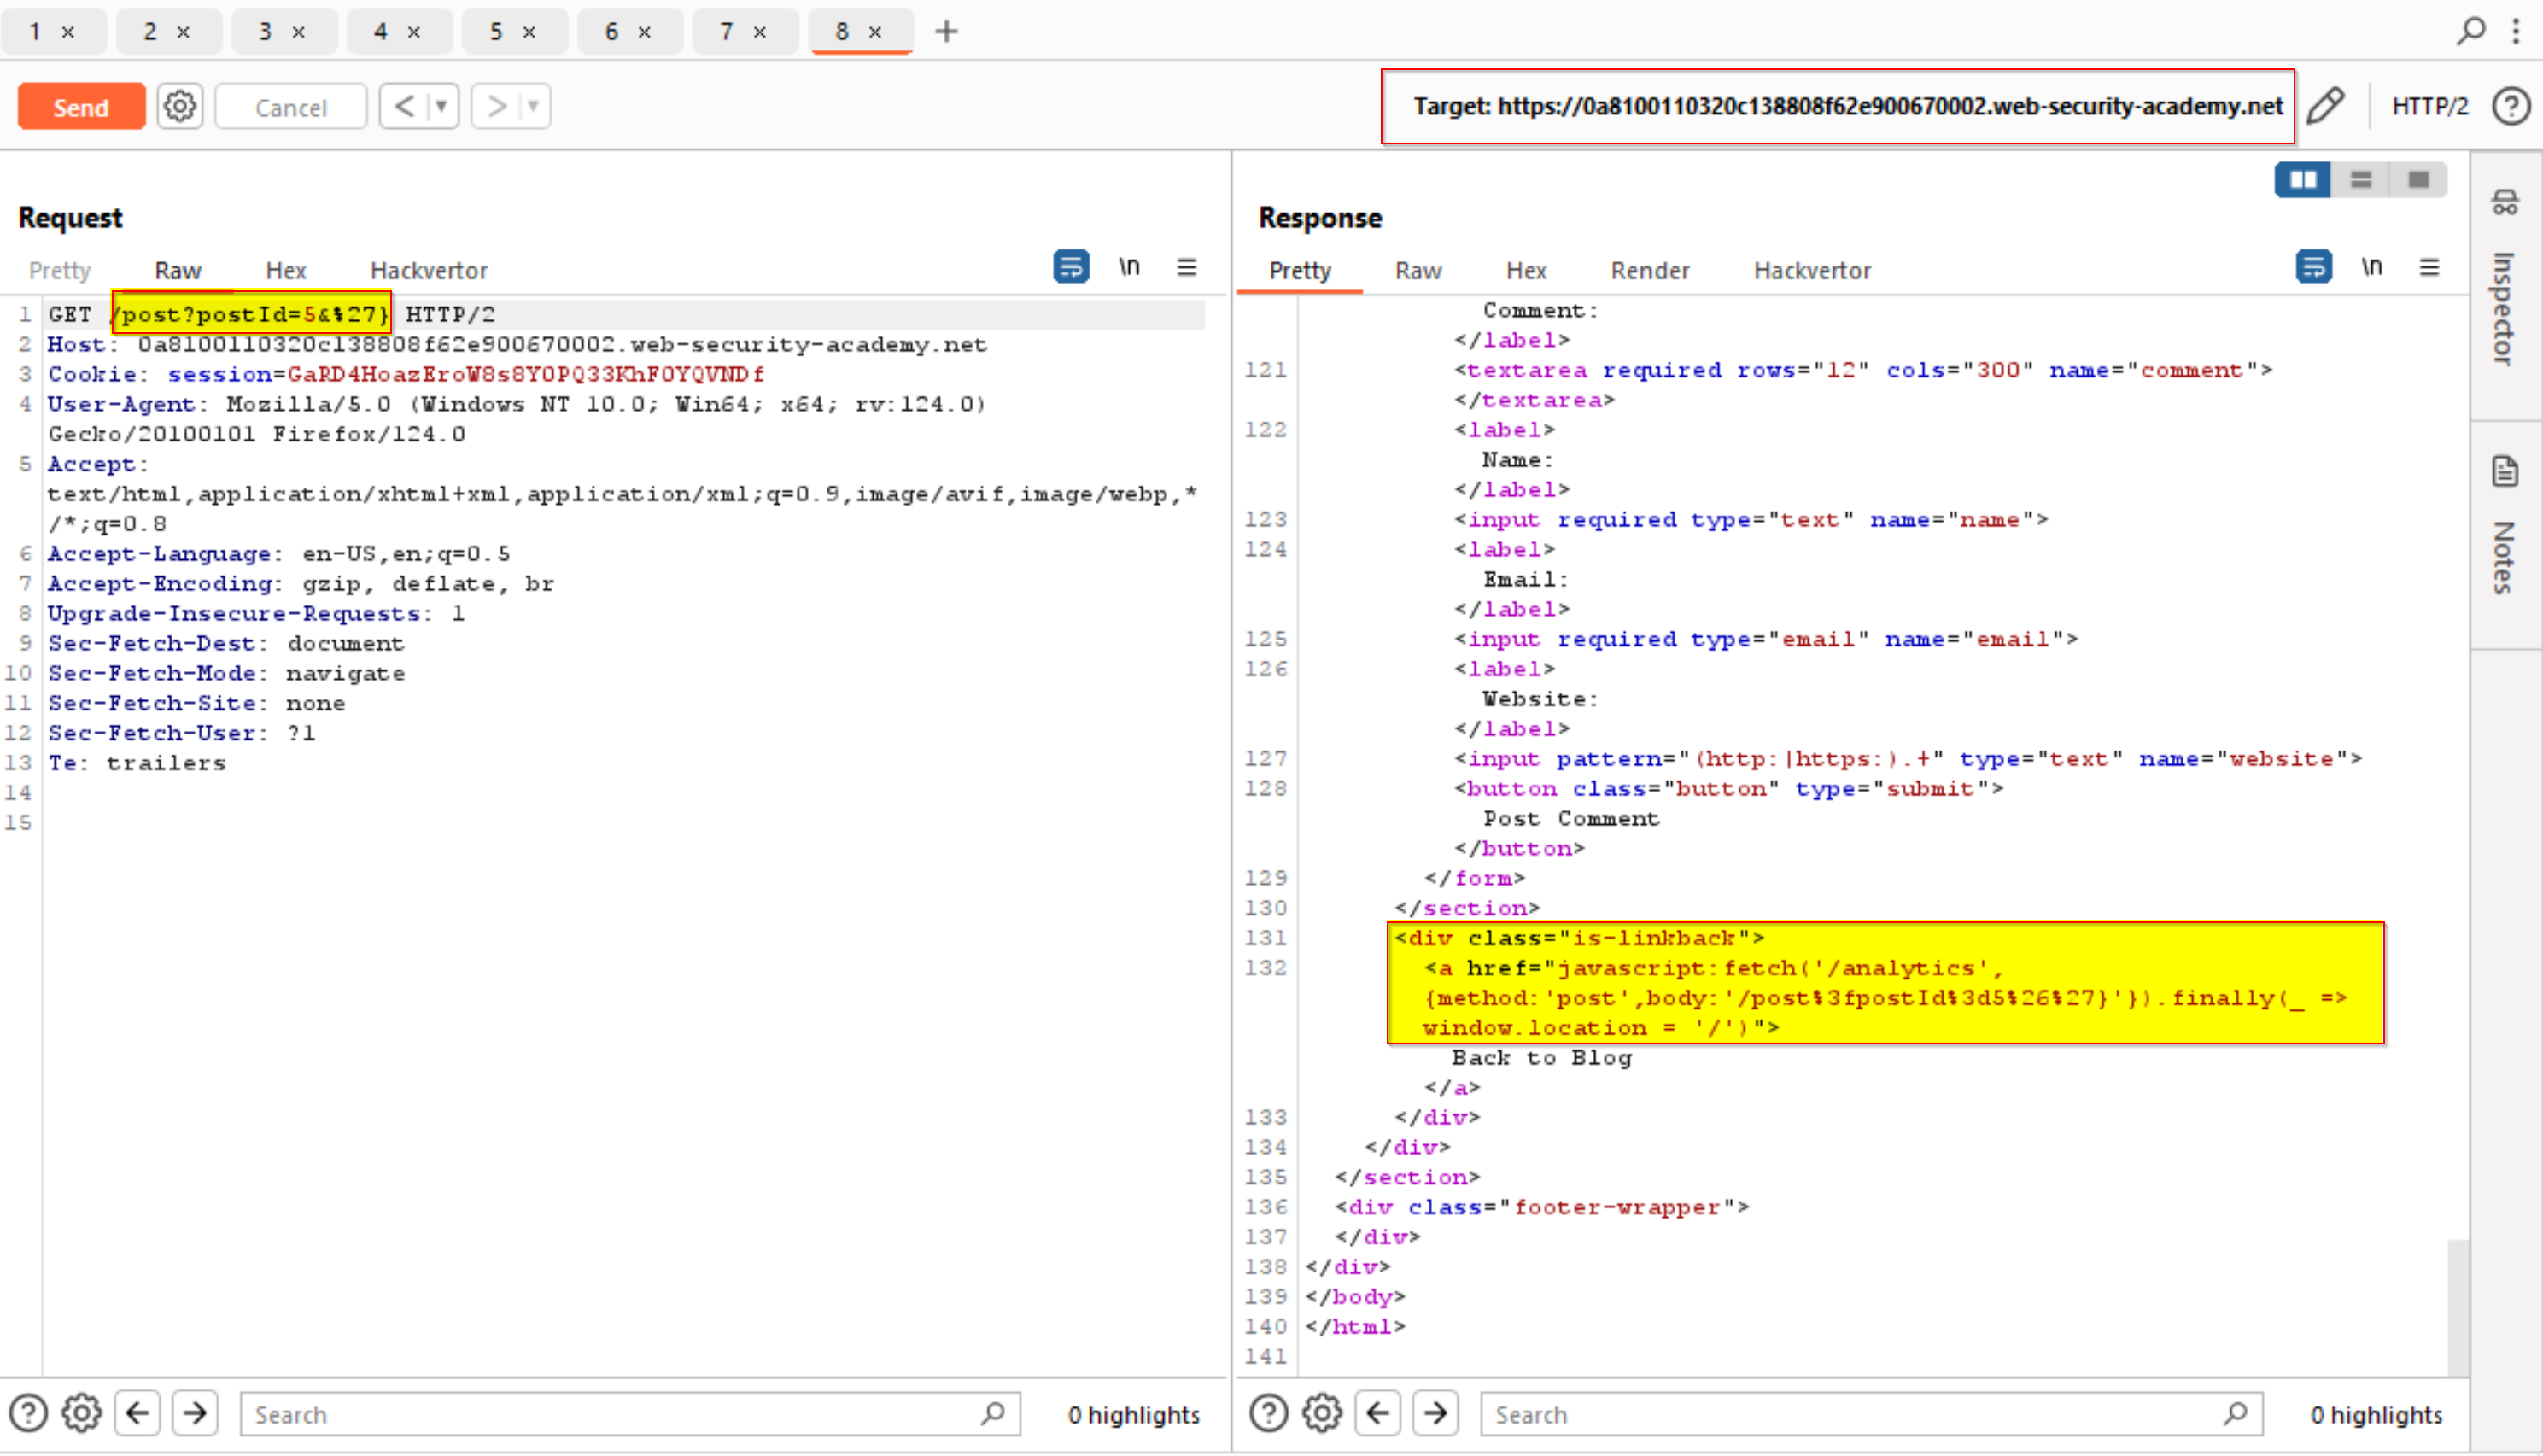 1 × 2 × 3 × 4 × 5 × 6 × 7 × 8 × +
Send Cancel < ▼ > ▼ Target: https://0a8100110320c138808f62e900670002.web-security-academy.net HTTP/2 ?
Request
Pretty Raw Hex Hackvertor \n
1 GET /post?postId=5&%27} HTTP/2
2 Host: 0a8100110320c138808f62e900670002.web-security-academy.net
3 Cookie: session=GaRD4HoazEroW8s8YOPQ33KhFOYQVNDf
4 User-Agent: Mozilla/5.0 (Windows NT 10.0; Win64; x64; rv:124.0)
Gecko/20100101 Firefox/124.0
5 Accept:
text/html,application/xhtml+xml,application/xml;q=0.9,image/avif,image/webp,*
/*;q=0.8
6 Accept-Language: en-US,en;q=0.5
7 Accept-Encoding: gzip, deflate, br
8 Upgrade-Insecure-Requests: 1
9 Sec-Fetch-Dest: document
10 Sec-Fetch-Mode: navigate
11 Sec-Fetch-Site: none
12 Sec-Fetch-User: ?1
13 Te: trailers
14
15
? Search 0 highlights
Response
Pretty Raw Hex Render Hackvertor \n
Comment:
</label>
121 <textarea required rows="12" cols="300" name="comment">
</textarea>
122 <label>
Name:
</label>
123 <input required type="text" name="name">
124 <label>
Email:
</label>
125 <input required type="email" name="email">
126 <label>
Website:
</label>
127 <input pattern="(http:|https:).+" type="text" name="website">
128 <button class="button" type="submit">
Post Comment
</button>
129 </form>
130 </section>
131 <div class="is-linkback">
132 <a href="javascript:fetch('/analytics',
{method:'post',body:'/post%3fpostId%3d5%26%27}'}).finally(_ =>
window.location = '/')">
Back to Blog
</a>
133 </div>
134 </div>
135 </section>
136 <div class="footer-wrapper">
137 </div>
138 </div>
139 </body>
140 </html>
141
? Search 0 highlights
Inspector
Notes